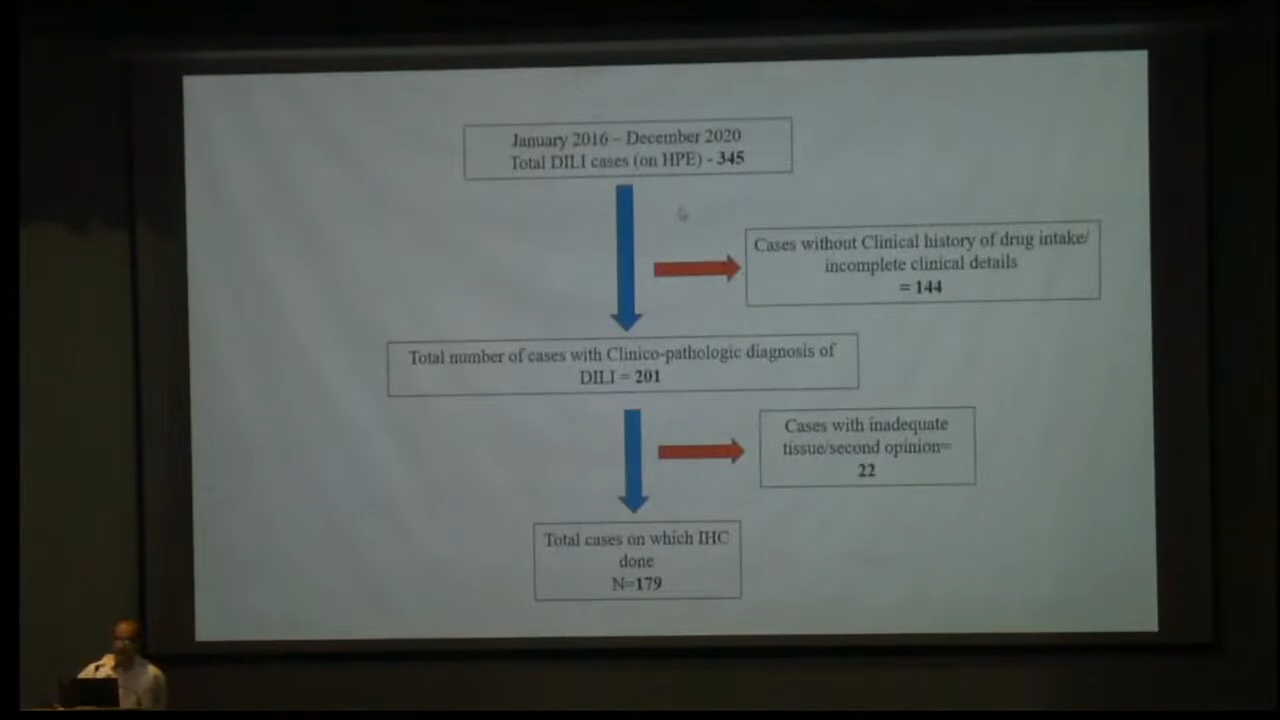 January 2016 – December 2020
Total DILI cases (on HPE) - 345
Cases without Clinical history of drug intake/
incomplete clinical details
= 144
Total number of cases with Clinico-pathologic diagnosis of
DILI = 201
Cases with inadequate
tissue/second opinion=
22
Total cases on which IHC
done
N=179